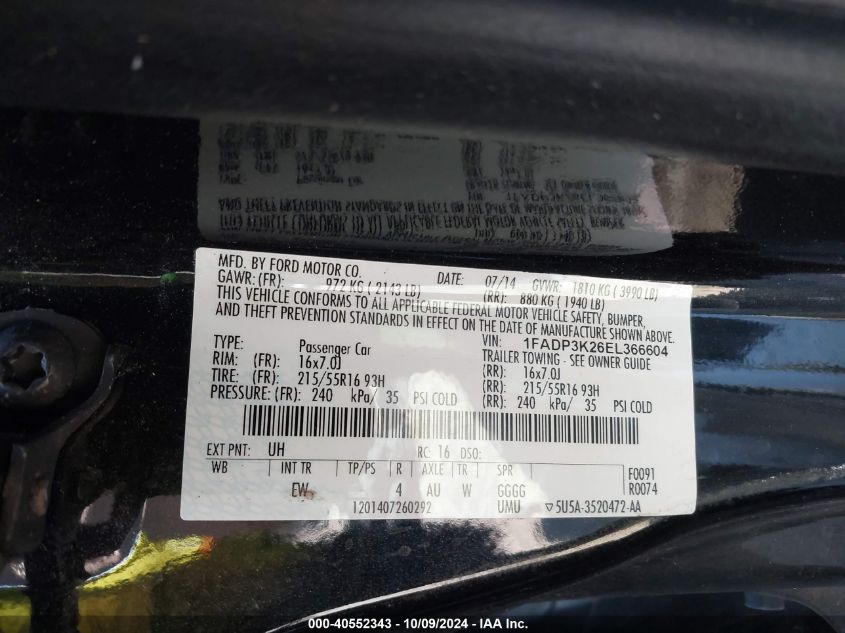 MFD. BY FORD MOTOR CO. DATE: 07/14 GVWR: 1810 KG ( 3990 LB)
GAWR: (FR): 972 KG ( 2143 LB) (RR): 880 KG ( 1940 LB)
THIS VEHICLE CONFORMS TO ALL APPLICABLE FEDERAL MOTOR VEHICLE SAFETY, BUMPER,
AND THEFT PREVENTION STANDARDS IN EFFECT ON THE DATE OF MANUFACTURE SHOWN ABOVE.
VIN: 1FADP3K26EL366604
TYPE: Passenger Car TRAILER TOWING - SEE OWNER GUIDE
RIM: (FR): 16x7.0J (RR): 16x7.0J
TIRE: (FR): 215/55R16 93H (RR): 215/55R16 93H
PRESSURE: (FR): 240 kPa/ 35 PSI COLD (RR): 240 kPa/ 35 PSI COLD
EXT PNT: UH RC: 16 DSO: F0091
WB INT TR TP/PS R AXLE TR SPR R0074
EW 4 AU W GGGG
1201407260292 UMU ▽5U5A-3520472-AA
000-40552343 - 10/09/2024 - IAA Inc.